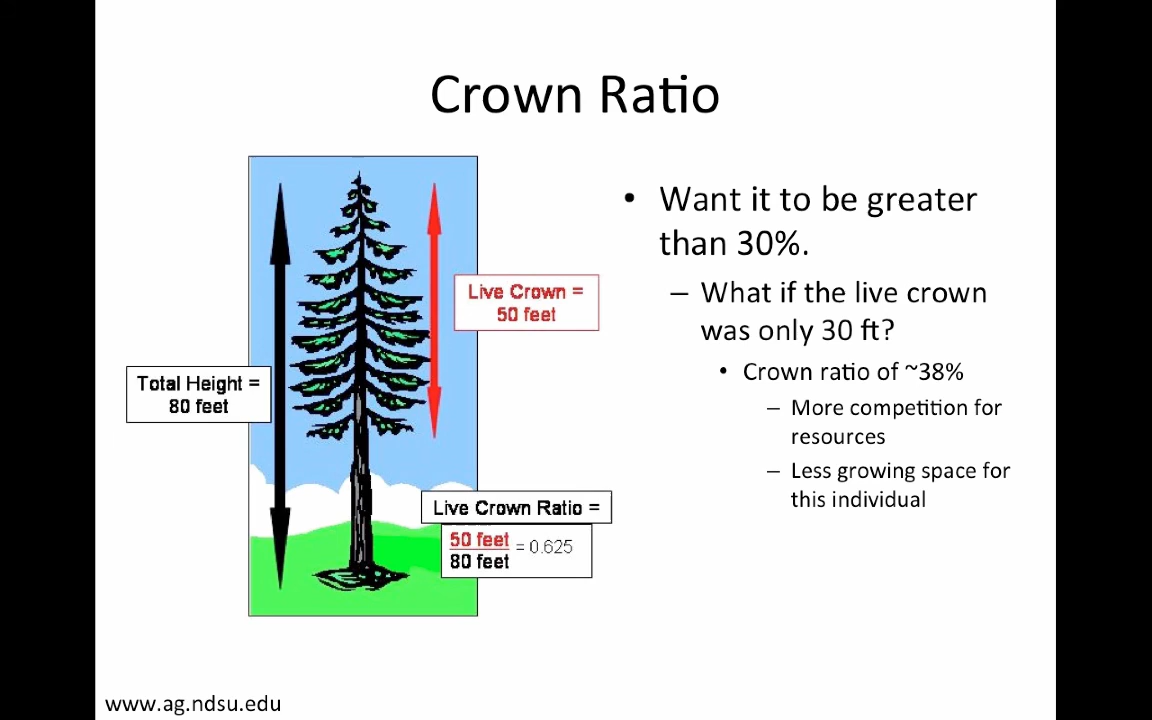 Crown Ratio
Total Height =
80 feet
Live Crown =
50 feet
Live Crown Ratio =
50 feet
80 feet
= 0.625
• Want it to be greater
than 30%.
– What if the live crown
was only 30 ft?
• Crown ratio of ~38%
– More competition for
resources
– Less growing space for
this individual
www.ag.ndsu.edu